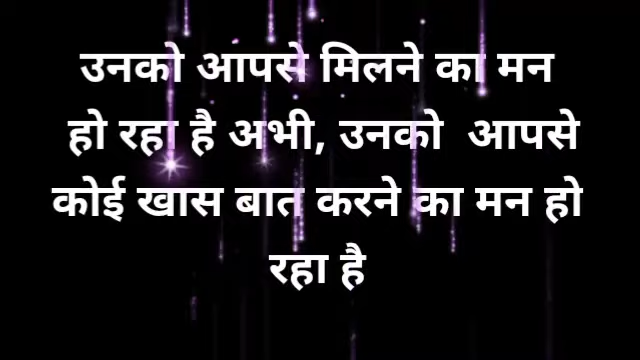 उनको आपसे मिलने का मन
हो रहा है अभी, उनको आपसे
कोई खास बात करने का मन हो
रहा है